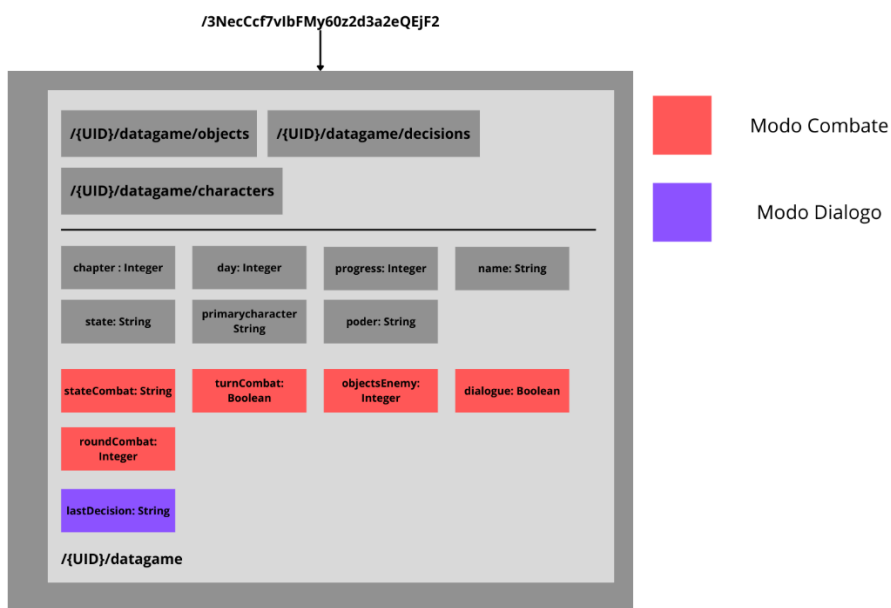 /3NecCcf7vIbFMy60z2d3a2eQEjF2
/{UID}/datagame/objects
/{UID}/datagame/decisions
/{UID}/datagame/characters
chapter : Integer
day: Integer
progress: Integer
name: String
state: String
primarycharacter
String
poder: String
stateCombat: String
turnCombat:
Boolean
objectsEnemy:
Integer
dialogue: Boolean
roundCombat:
Integer
lastDecision: String
/{UID}/datagame
Modo Combate
Modo Dialogo